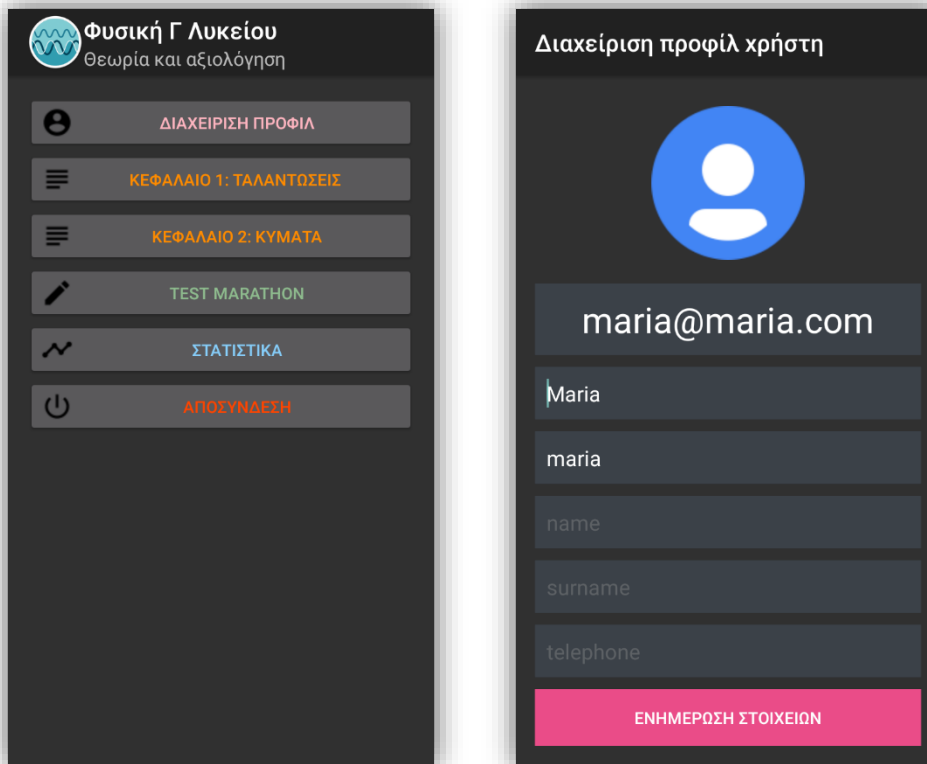 Φυσική Γ Λυκείου
Θεωρία και αξιολόγηση
ΔΙΑΧΕΙΡΙΣΗ ΠΡΟΦΙΛ
ΚΕΦΑΛΑΙΟ 1: ΤΑΛΑΝΤΩΣΕΙΣ
ΚΕΦΑΛΑΙΟ 2: ΚΥΜΑΤΑ
TEST MARATHON
ΣΤΑΤΙΣΤΙΚΑ
ΑΠΟΣΥΝΔΕΣΗ
Διαχείριση προφίλ χρήστη
maria@maria.com
Maria
maria
name
surname
telephone
ΕΝΗΜΕΡΩΣΗ ΣΤΟΙΧΕΙΩΝ